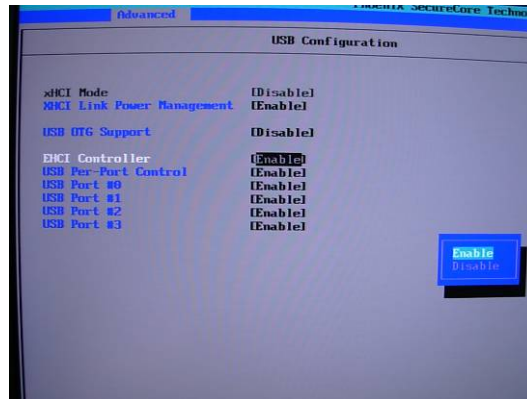 Phoenix SecureCore Techno
Advanced
USB Configuration
xHCI Mode [Disable]
XHCI Link Power Management [Enable]
USB OTG Support [Disable]
EHCI Controller [Enable]
USB Per-Port Control [Enable]
USB Port #0 [Enable]
USB Port #1 [Enable]
USB Port #2 [Enable]
USB Port #3 [Enable]
Enable
Disable